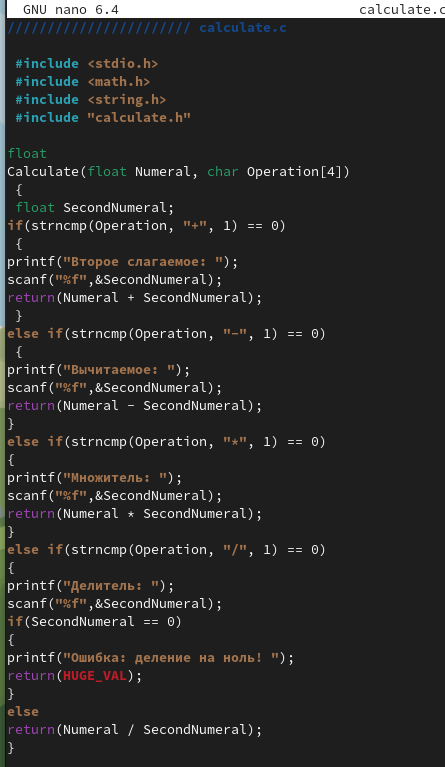 GNU nano 6.4 calculate.c
/////////////////////// calculate.c
#include <stdio.h>
#include <math.h>
#include <string.h>
#include "calculate.h"
float
Calculate(float Numeral, char Operation[4])
{
float SecondNumeral;
if(strncmp(Operation, "+", 1) == 0)
{
printf("Второе слагаемое: ");
scanf("%f",&SecondNumeral);
return(Numeral + SecondNumeral);
}
else if(strncmp(Operation, "-", 1) == 0)
{
printf("Вычитаемое: ");
scanf("%f",&SecondNumeral);
return(Numeral - SecondNumeral);
}
else if(strncmp(Operation, "*", 1) == 0)
{
printf("Множитель: ");
scanf("%f",&SecondNumeral);
return(Numeral * SecondNumeral);
}
else if(strncmp(Operation, "/", 1) == 0)
{
printf("Делитель: ");
scanf("%f",&SecondNumeral);
if(SecondNumeral == 0)
{
printf("Ошибка: деление на ноль! ");
return(HUGE_VAL);
}
else
return(Numeral / SecondNumeral);
}